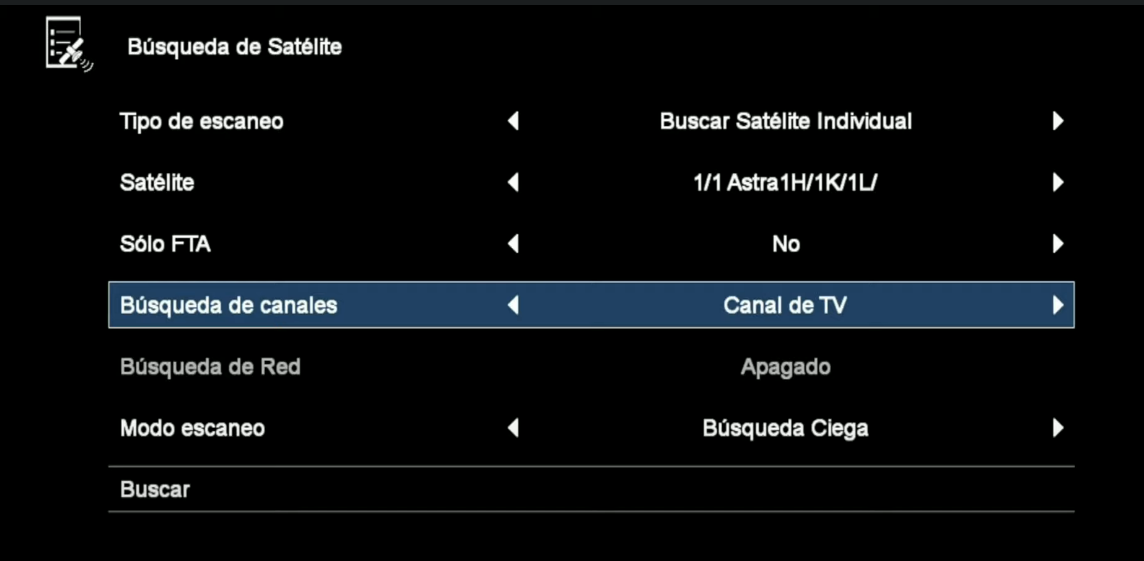 Búsqueda de Satélite
Tipo de escaneo Buscar Satélite Individual
Satélite 1/1 Astra1H/1K/1L/
Sólo FTA No
Búsqueda de canales Canal de TV
Búsqueda de Red Apagado
Modo escaneo Búsqueda Ciega
Buscar